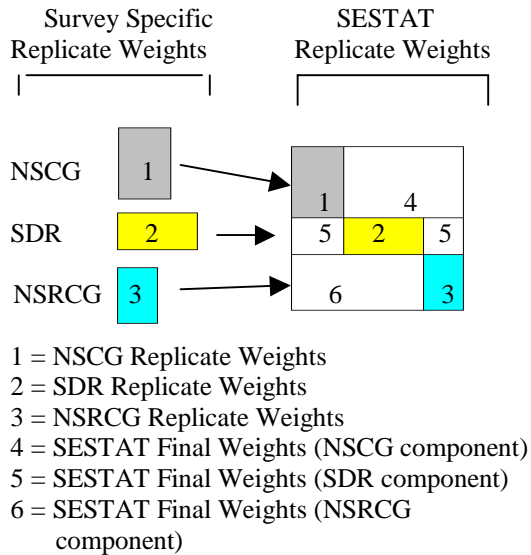 Survey Specific
Replicate Weights
SESTAT
Replicate Weights
NSCG
1
1
4
SDR
2
5
2
5
NSRCG
3
6
3
1 = NSCG Replicate Weights
2 = SDR Replicate Weights
3 = NSRCG Replicate Weights
4 = SESTAT Final Weights (NSCG component)
5 = SESTAT Final Weights (SDR component)
6 = SESTAT Final Weights (NSRCG
component)